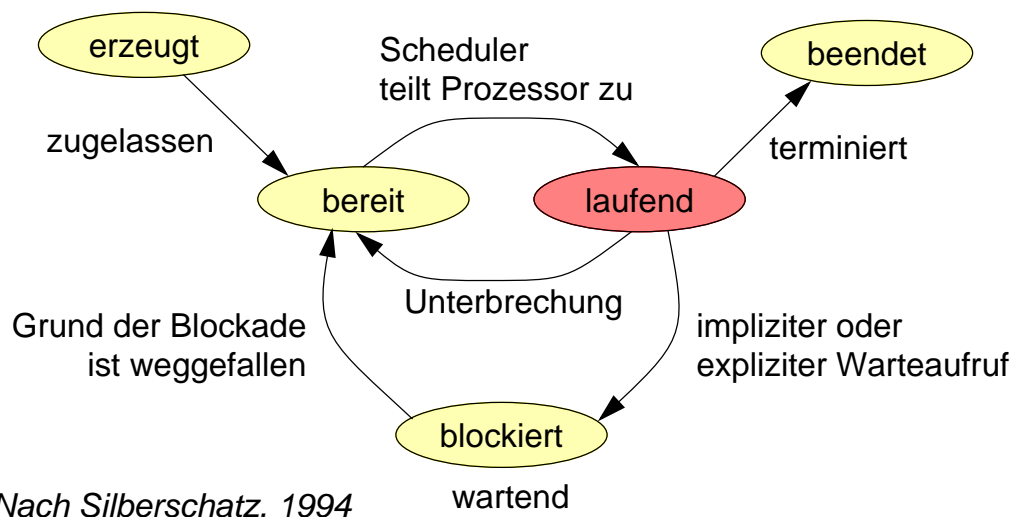 erzeugt
Scheduler
teilt Prozessor zu
beendet
zugelassen
terminiert
bereit
laufend
Unterbrechung
Grund der Blockade
ist weggefallen
impliziter oder
expliziter Warteaufruf
blockiert
wartend
Nach Silberschatz, 1994